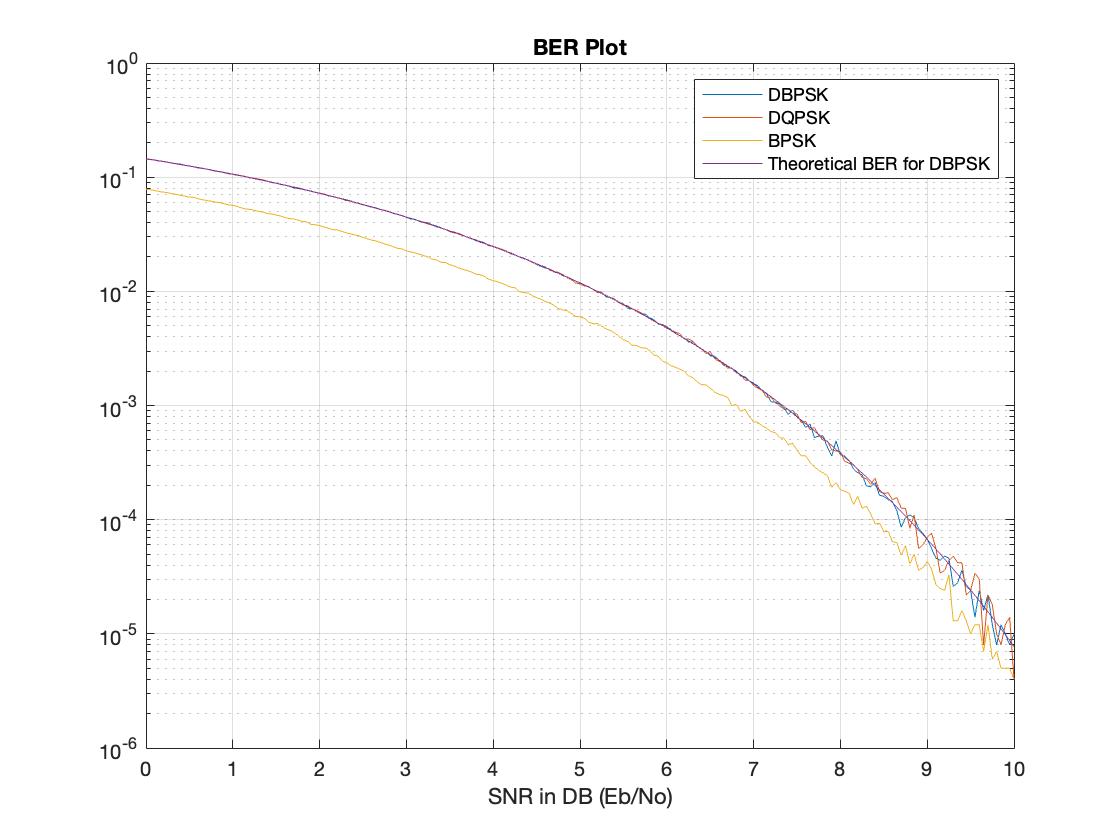 BER Plot
10^0
10^-1
10^-2
10^-3
10^-4
10^-5
10^-6
DBPSK
DQPSK
BPSK
Theoretical BER for DBPSK
0 1 2 3 4 5 6 7 8 9 10
SNR in DB (Eb/No)